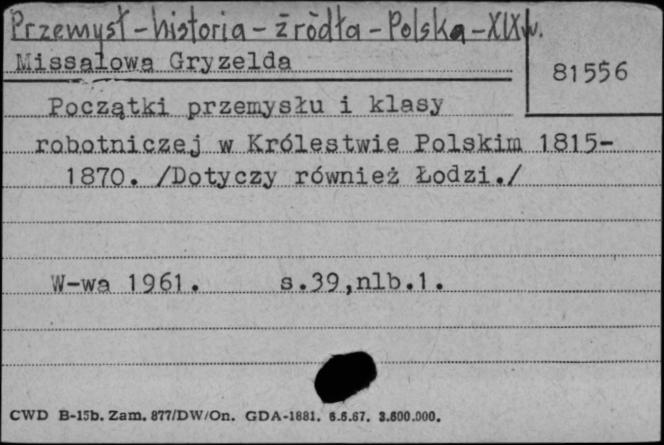 Przemysł-historia-źródła-Polska-XIXw.
Missalowa Gryzelda
81556
Początki przemysłu i klasy
robotniczej w Królestwie Polskim 1815-
1870. /Dotyczy również Łodzi./
W-wa 1961. s.39,nlb.1.
CWD B-15b. Zam. 877/DW/On. GDA-1881. 6.6.67. 3.600.000.